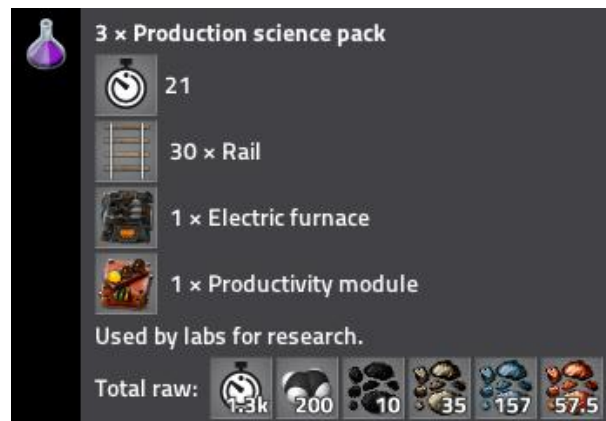 3 × Production science pack
21
30 × Rail
1 × Electric furnace
1 × Productivity module
Used by labs for research.
Total raw: 1.3k 200 10 35 157 57.5